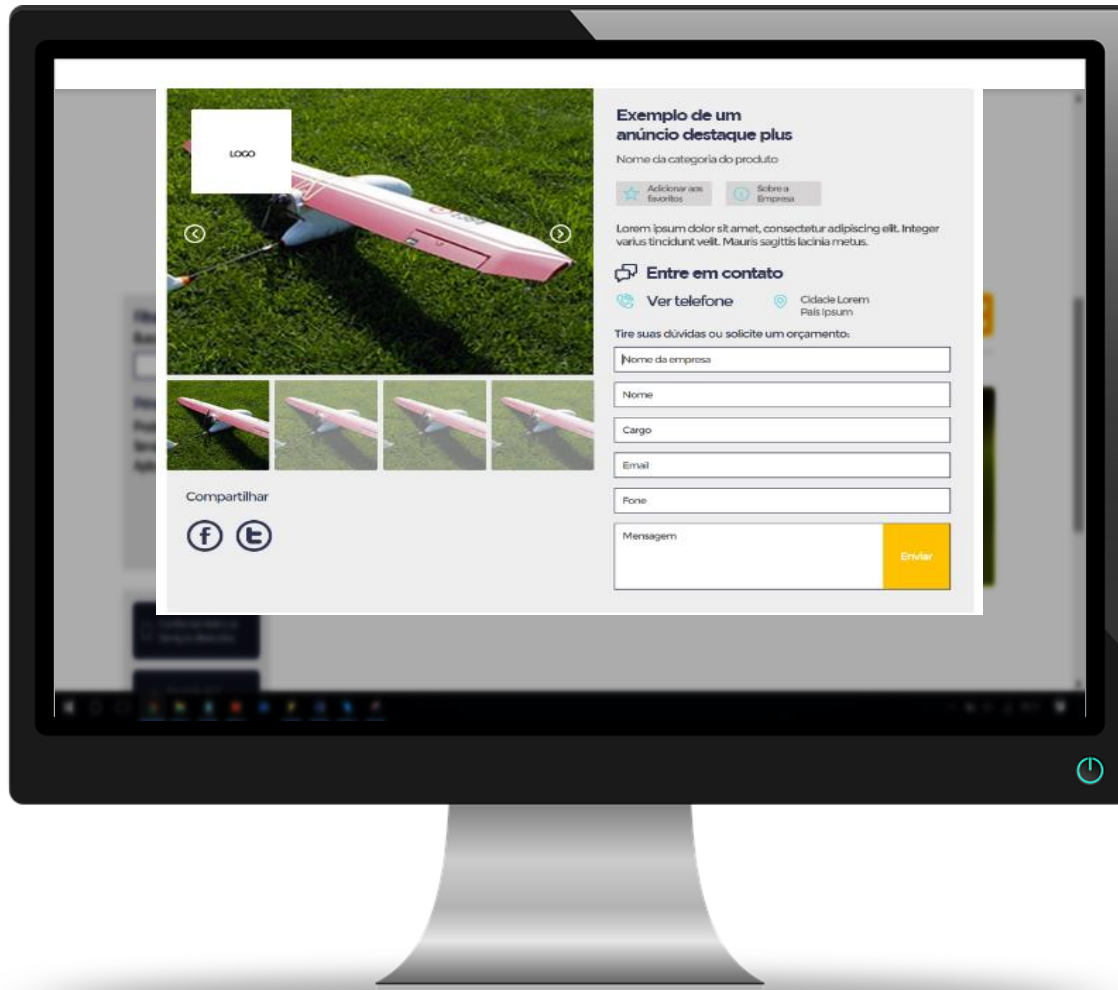 LOGO
Exemplo de um
anúncio destaque plus
Nome da categoria do produto
Adicionar aos
favoritos
Sobre a
Empresa
Lorem ipsum dolor sit amet, consectetur adipiscing elit. Integer
varius tincidunt velit. Mauris sagittis lacinia metus.
Entre em contato
Ver telefone
Cidade Lorem
País Ipsum
Tire suas dúvidas ou solicite um orçamento:
Nome da empresa
Nome
Cargo
Email
Fone
Mensagem
Enviar
Compartilhar